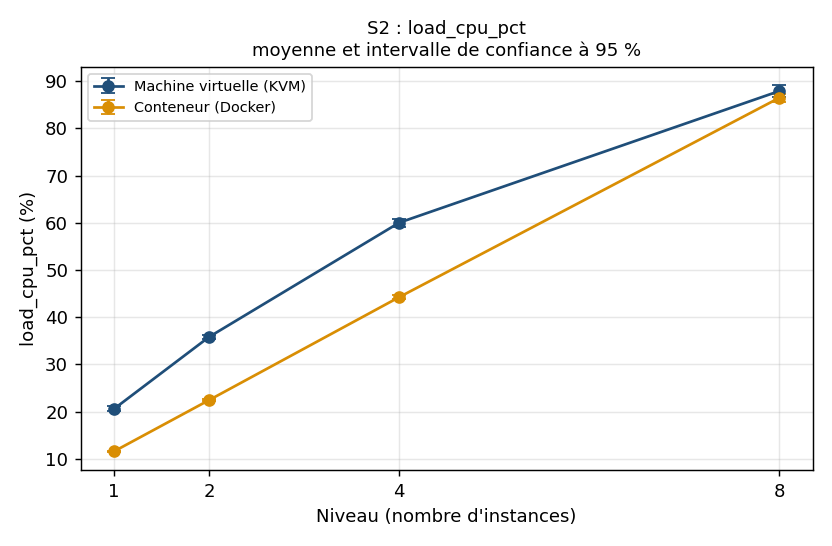 S2 : load_cpu_pct
moyenne et intervalle de confiance à 95 %
Machine virtuelle (KVM)
Conteneur (Docker)
load_cpu_pct (%)
90
80
70
60
50
40
30
20
10
1 2 4 8
Niveau (nombre d'instances)